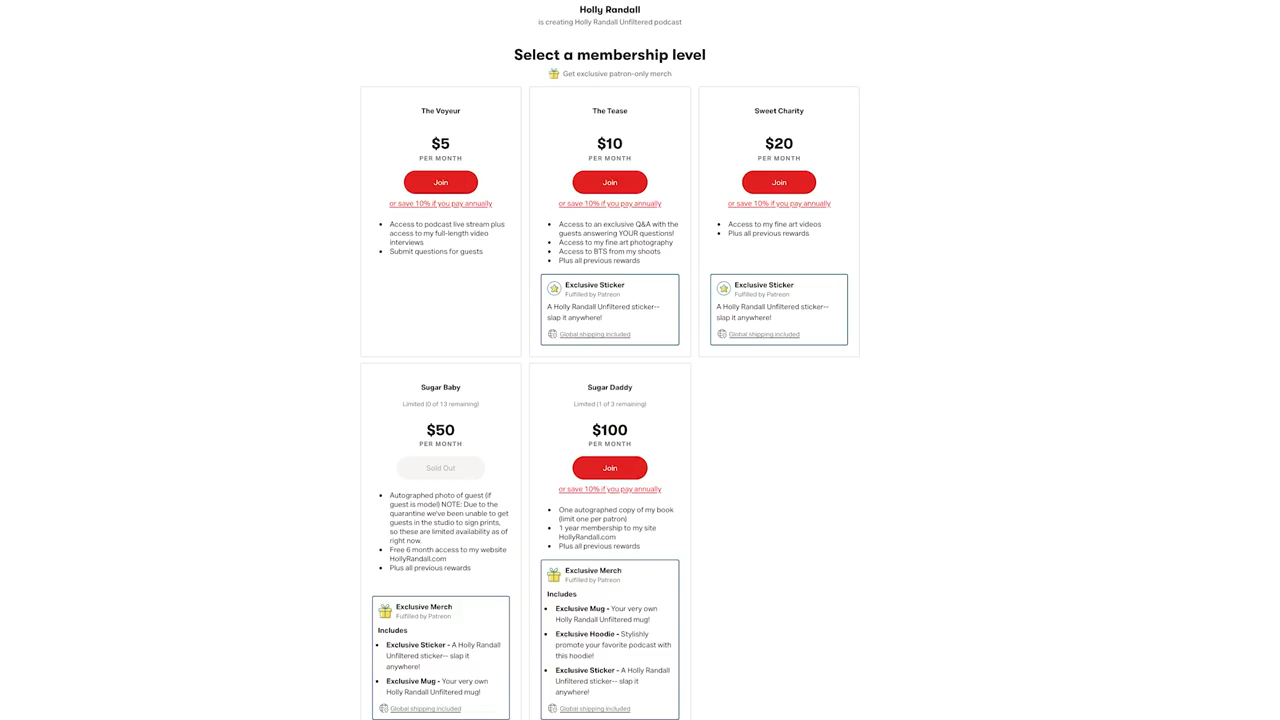 Holly Randall
is creating Holly Randall Unfiltered podcast
Select a membership level
Get exclusive patron-only merch
The Voyeur
$5
PER MONTH
Join
or save 10% if you pay annually
• Access to podcast live stream plus
access to my full-length video
interviews
• Submit questions for guests
The Tease
$10
PER MONTH
Join
or save 10% if you pay annually
• Access to an exclusive Q&A with the
guests answering YOUR questions!
• Access to my fine art photography
• Access to BTS from my shoots
• Plus all previous rewards
Exclusive Sticker
Fulfilled by Patreon
A Holly Randall Unfiltered sticker--
slap it anywhere!
Global shipping included
Sweet Charity
$20
PER MONTH
Join
or save 10% if you pay annually
• Access to my fine art videos
• Plus all previous rewards
Exclusive Sticker
Fulfilled by Patreon
A Holly Randall Unfiltered sticker--
slap it anywhere!
Global shipping included
Sugar Baby
Limited (0 of 13 remaining)
$50
PER MONTH
Sold Out
• Autographed photo of guest (if
guest is model) NOTE: Due to the
quarantine we've been unable to get
guests in the studio to sign prints,
so these are limited availability as of
right now.
• Free 6 month access to my website
HollyRandall.com
• Plus all previous rewards
Exclusive Merch
Fulfilled by Patreon
Includes
• Exclusive Sticker - A Holly Randall
Unfiltered sticker-- slap it
anywhere!
• Exclusive Mug - Your very own
Holly Randall Unfiltered mug!
Global shipping included
Sugar Daddy
Limited (1 of 3 remaining)
$100
PER MONTH
Join
or save 10% if you pay annually
• One autographed copy of my book
(limit one per patron)
• 1 year membership to my site
HollyRandall.com
• Plus all previous rewards
Exclusive Merch
Fulfilled by Patreon
Includes
• Exclusive Mug - Your very own
Holly Randall Unfiltered mug!
• Exclusive Hoodie - Stylishly
promote your favorite podcast with
this hoodie!
• Exclusive Sticker - A Holly Randall
Unfiltered sticker-- slap it
anywhere!
Global shipping included